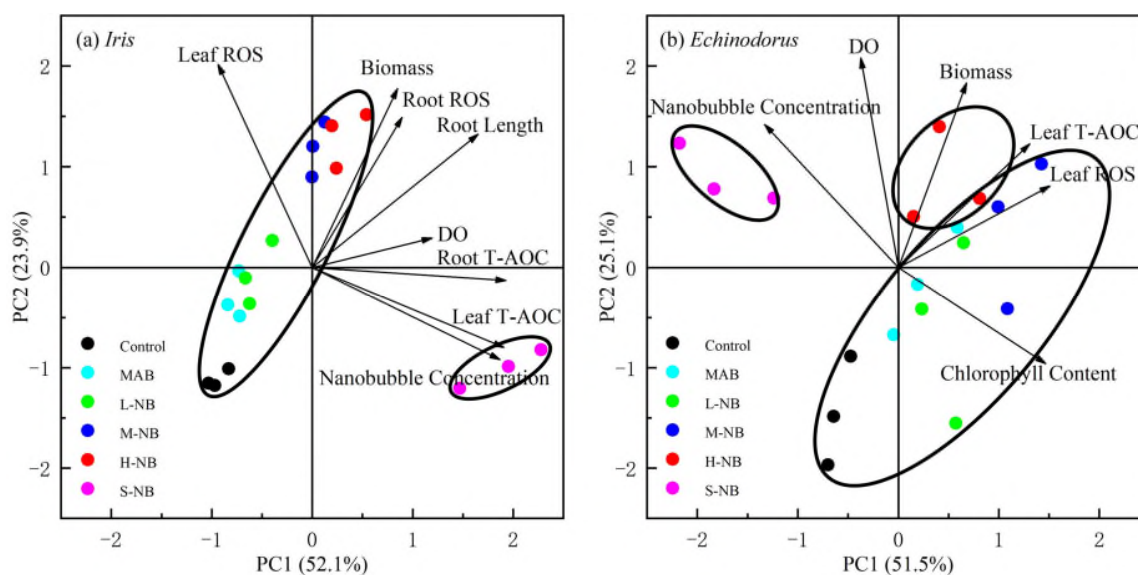 (a) Iris
Leaf ROS
Biomass
Root ROS
Root Length
DO
Root T-AOC
Leaf T-AOC
Nanobubble Concentration
Control
MAB
L-NB
M-NB
H-NB
S-NB
2
1
0
−1
−2
PC2 (23.9%)
−2 −1 0 1 2
PC1 (52.1%)
(b) Echinodorus
DO
Biomass
Nanobubble Concentration
Leaf T-AOC
Leaf ROS
Chlorophyll Content
Control
MAB
L-NB
M-NB
H-NB
S-NB
2
1
0
−1
−2
PC2 (25.1%)
−2 −1 0 1 2
PC1 (51.5%)